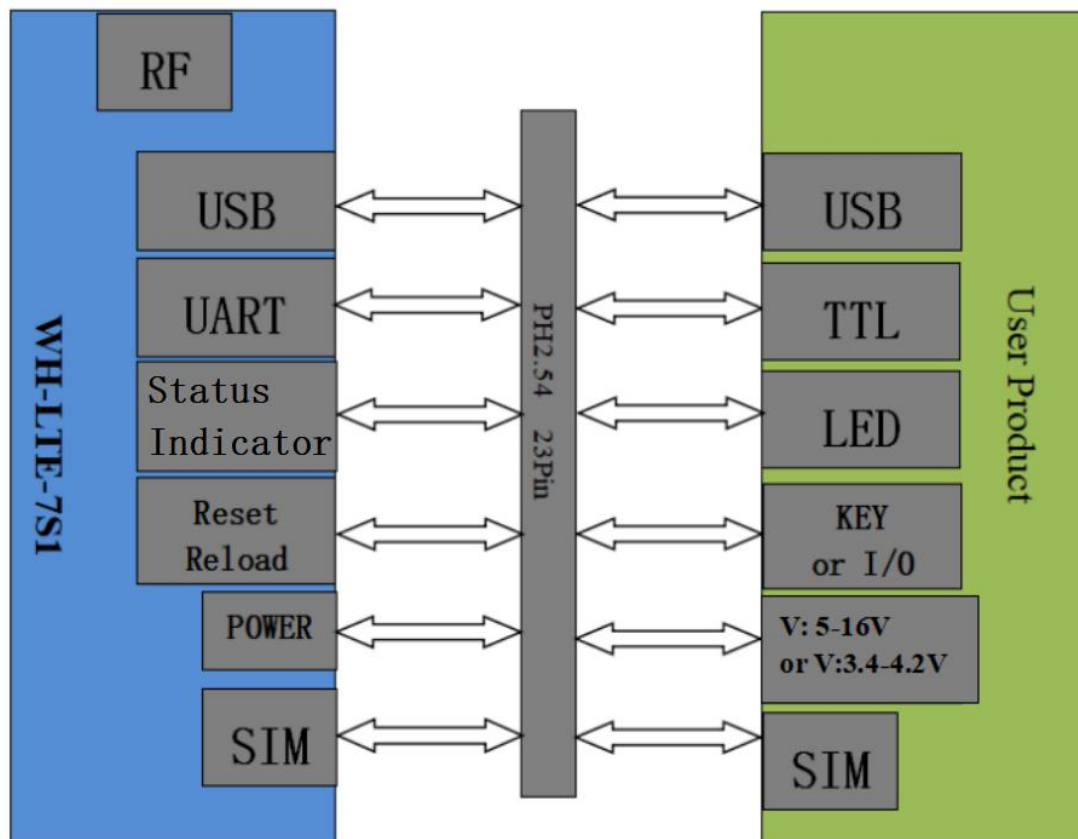 RF
USB
UART
Status
Indicator
Reset
Reload
POWER
SIM
WH-LTE-7S1
PH2.54 23Pin
USB
TTL
LED
KEY
or I/O
V: 5-16V
or V:3.4-4.2V
SIM
User Product